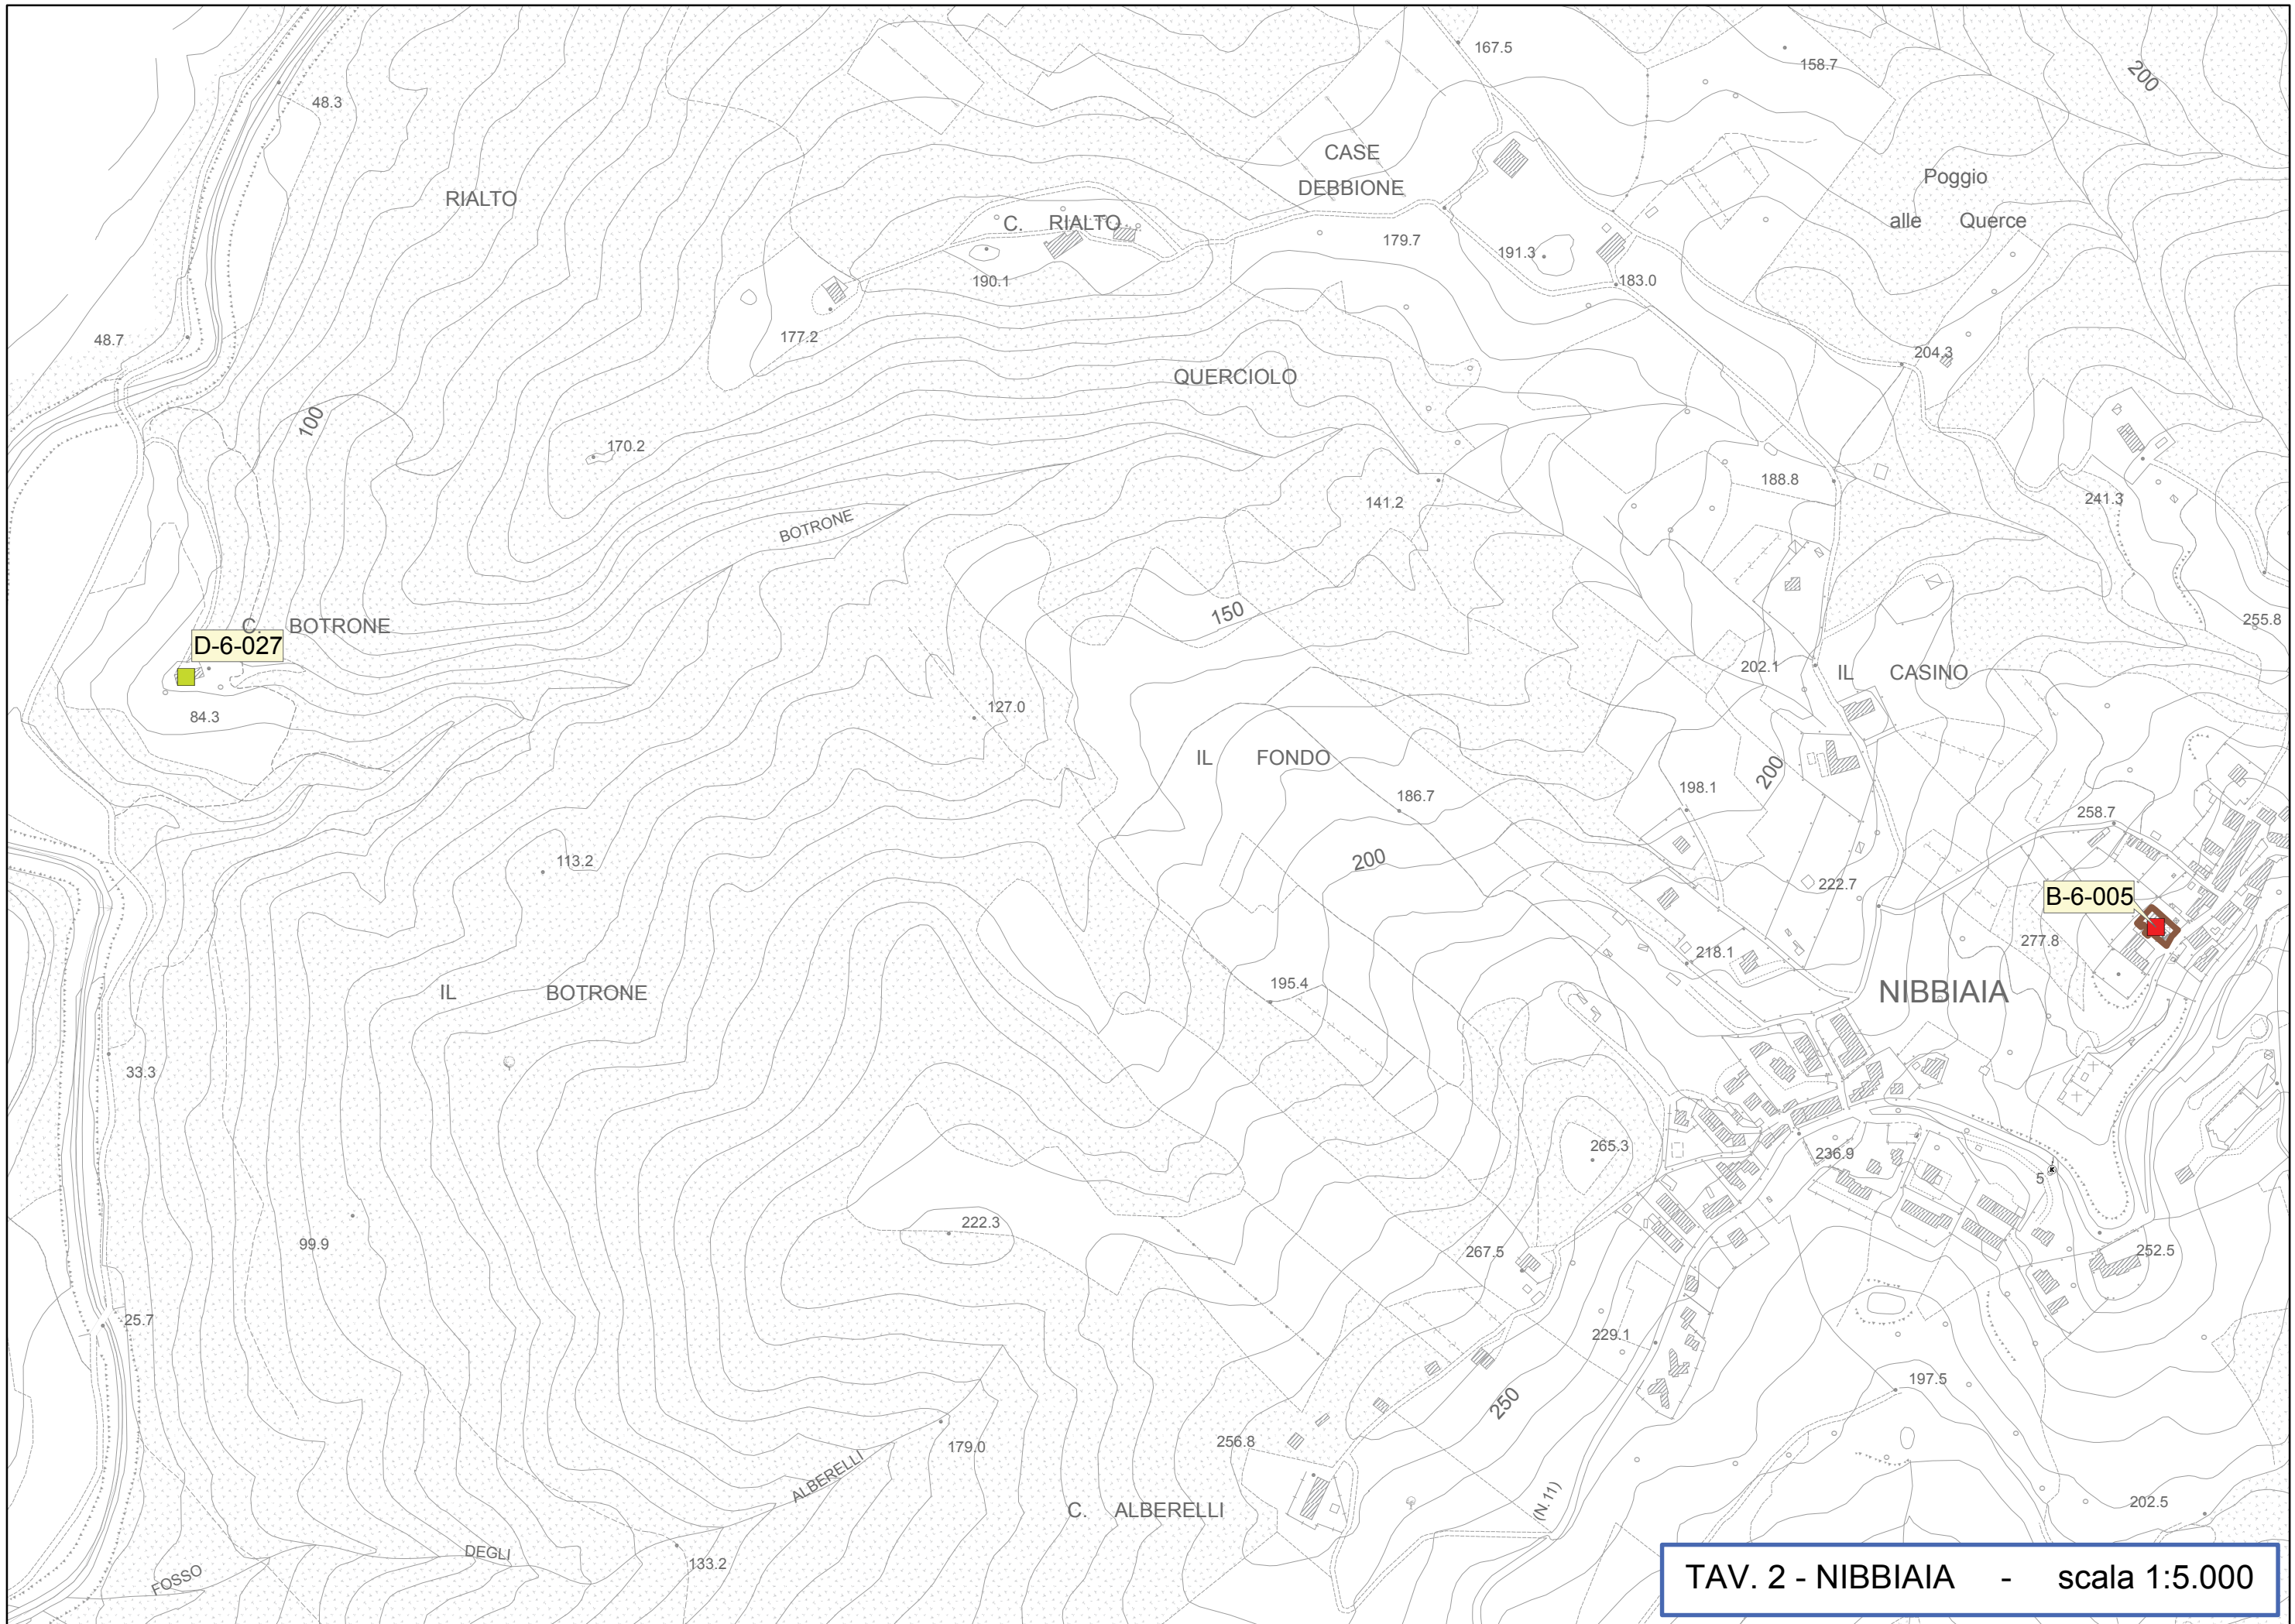 167.5
158.7
200
48.3
CASE
DEBBIONE
RIALTO
Poggio
alle Querce
C. RIALTO
179.7
191.3
190.1
183.0
48.7
177.2
204.3
QUERCIOLO
100
170.2
188.8
141.2
241.3
BOTRONE
150
255.8
C. BOTRONE
D-6-027
202.1
IL CASINO
84.3
127.0
IL FONDO
200
198.1
186.7
258.7
113.2
200
222.7
B-6-005
277.8
218.1
195.4
IL BOTRONE
NIBBIAIA
33.3
265.3
236.9
5
222.3
99.9
267.5
252.5
25.7
229.1
197.5
250
256.8
179.0
ALBERELLI
(N.11)
C. ALBERELLI
202.5
DEGLI
133.2
FOSSO
TAV. 2 - NIBBIAIA - scala 1:5.000